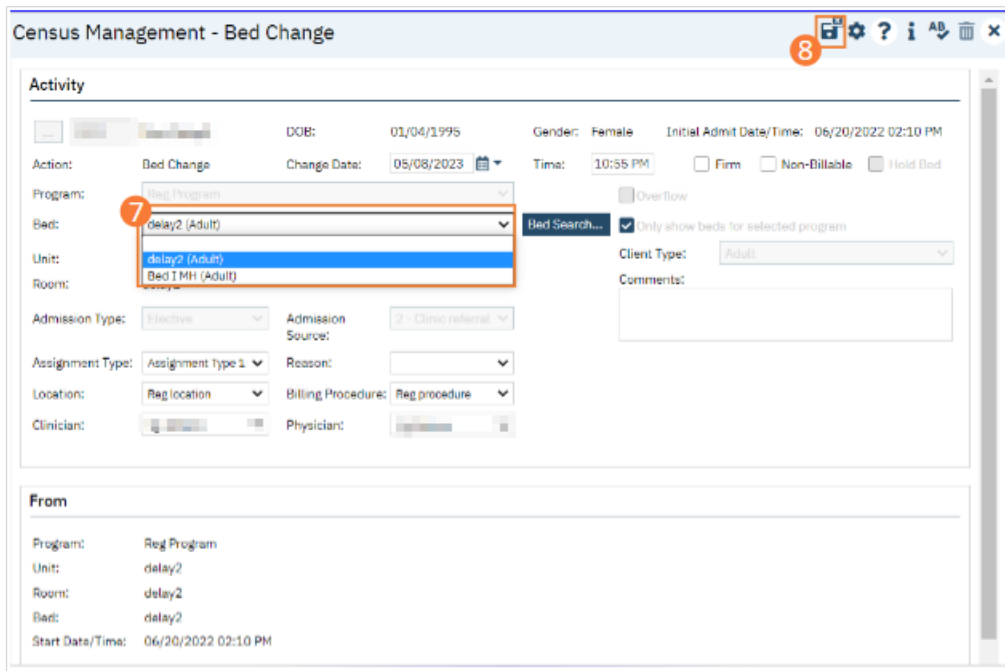 Census Management - Bed Change
8
? i AB ×
Activity
... DOB: 01/04/1995 Gender: Female Initial Admit Date/Time: 06/20/2022 02:10 PM
Action: Bed Change Change Date: 05/08/2023 Time: 10:55 PM Firm Non-Billable Hold Bed
Program: Reg Program Overflow
7
Bed: delay2 (Adult) Bed Search... Only show beds for selected program
Unit: delay2 (Adult) Client Type: Adult
Bed I MH (Adult)
Room: Comments:
Admission Type: Elective Admission Source: 2 - Clinic referral
Assignment Type: Assignment Type 1 Reason:
Location: Reg location Billing Procedure: Reg procedure
Clinician: Physician:
From
Program: Reg Program
Unit: delay2
Room: delay2
Bed: delay2
Start Date/Time: 06/20/2022 02:10 PM